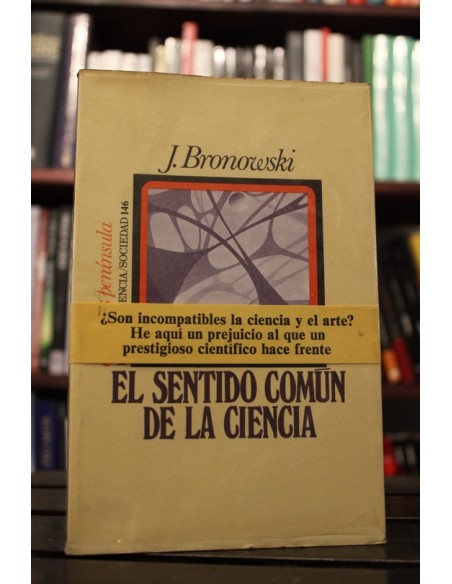 J. Bronowski
península
CIENCIA/SOCIEDAD 146
¿Son incompatibles la ciencia y el arte?
He aqui un prejuicio al que un
prestigioso científico hace frente
EL SENTIDO COMÚN
DE LA CIENCIA